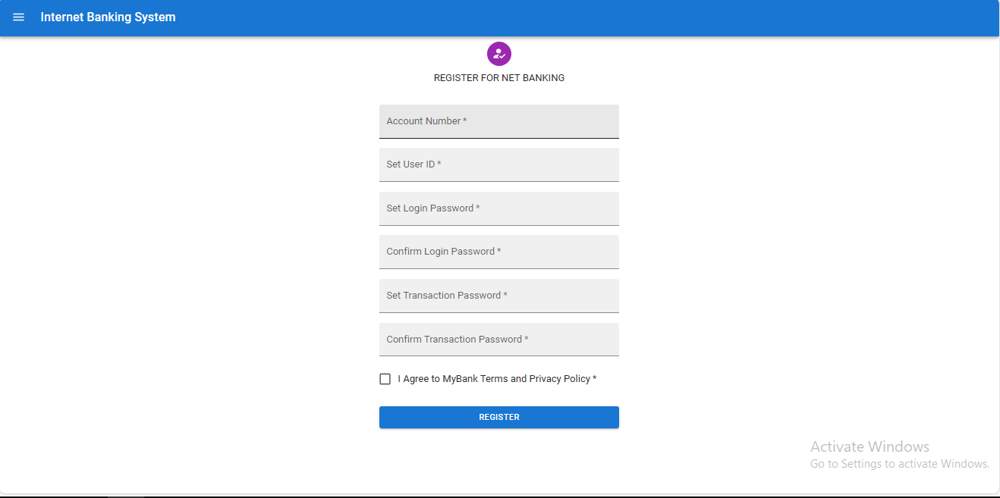 Internet Banking System
REGISTER FOR NET BANKING
Account Number *
Set User ID *
Set Login Password *
Confirm Login Password *
Set Transaction Password *
Confirm Transaction Password *
I Agree to MyBank Terms and Privacy Policy *
REGISTER
Activate Windows
Go to Settings to activate Windows.